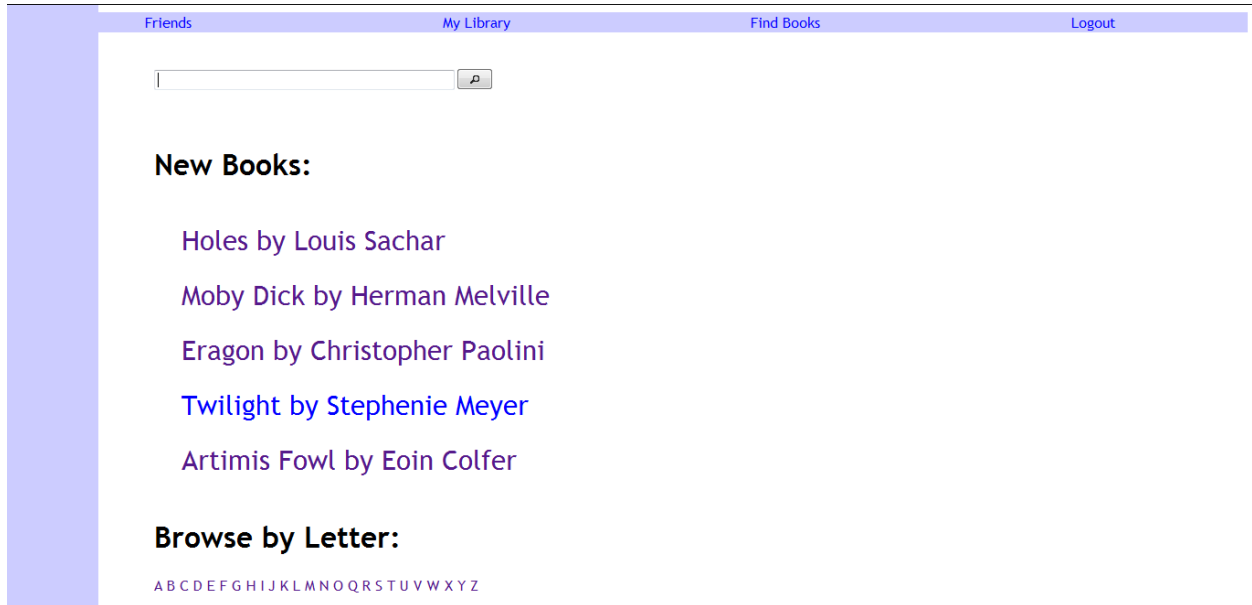 Friends My Library Find Books Logout
New Books:
Holes by Louis Sachar
Moby Dick by Herman Melville
Eragon by Christopher Paolini
Twilight by Stephenie Meyer
Artimis Fowl by Eoin Colfer
Browse by Letter:
A B C D E F G H I J K L M N O Q R S T U V W X Y Z